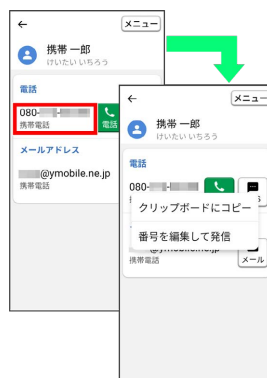 メニュー
携帯 一郎
けいたい いちろう
電話
080-
携帯電話
電話
メールアドレス
@ymobile.ne.jp
携帯電話
メニュー
携帯 一郎
けいたい いちろう
電話
080-
クリップボードにコピー
番号を編集して発信
携帯電話
メール